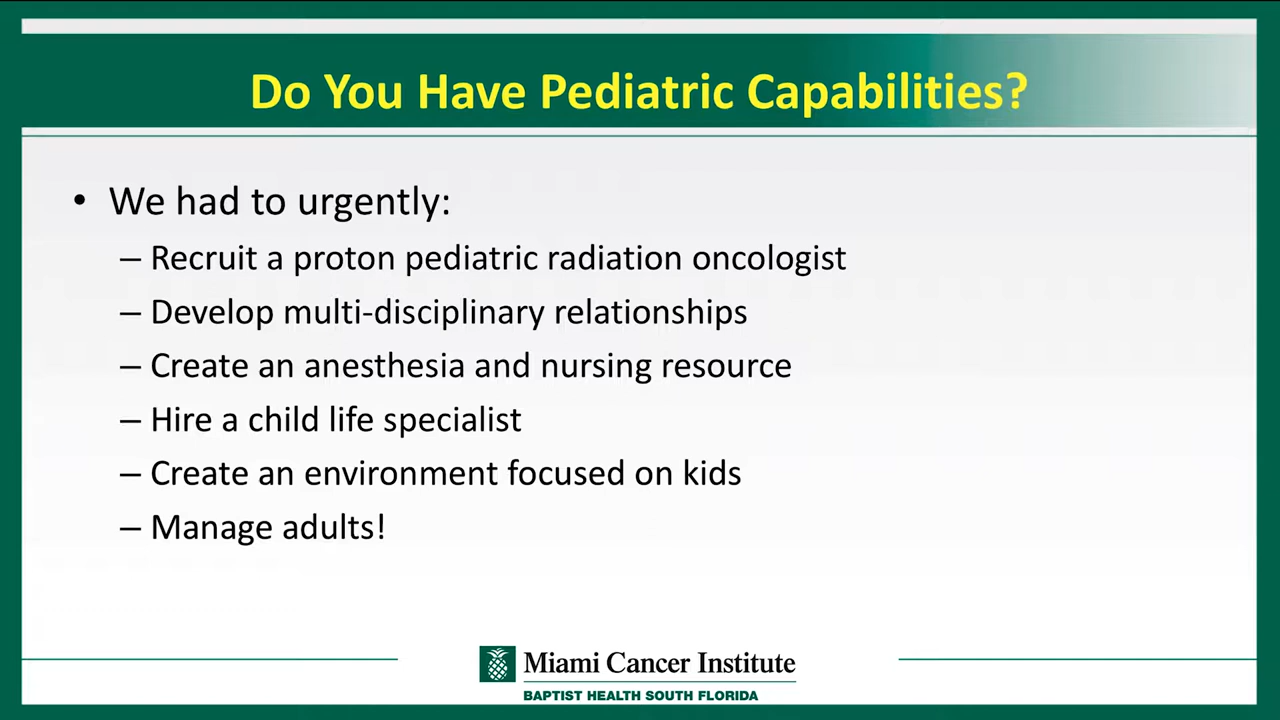 Do You Have Pediatric Capabilities?
• We had to urgently:
– Recruit a proton pediatric radiation oncologist
– Develop multi-disciplinary relationships
– Create an anesthesia and nursing resource
– Hire a child life specialist
– Create an environment focused on kids
– Manage adults!
Miami Cancer Institute
BAPTIST HEALTH SOUTH FLORIDA